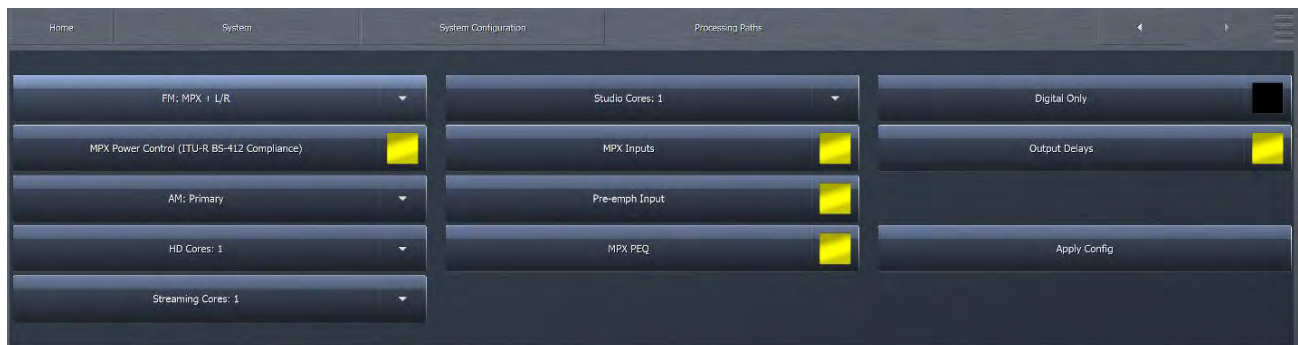 Home
System
System Configuration
Processing Paths
FM: MPX + L/R
MPX Power Control (ITU-R BS-412 Compliance)
AM: Primary
HD Cores: 1
Streaming Cores: 1
Studio Cores: 1
MPX Inputs
Pre-emph Input
MPX PEQ
Digital Only
Output Delays
Apply Config